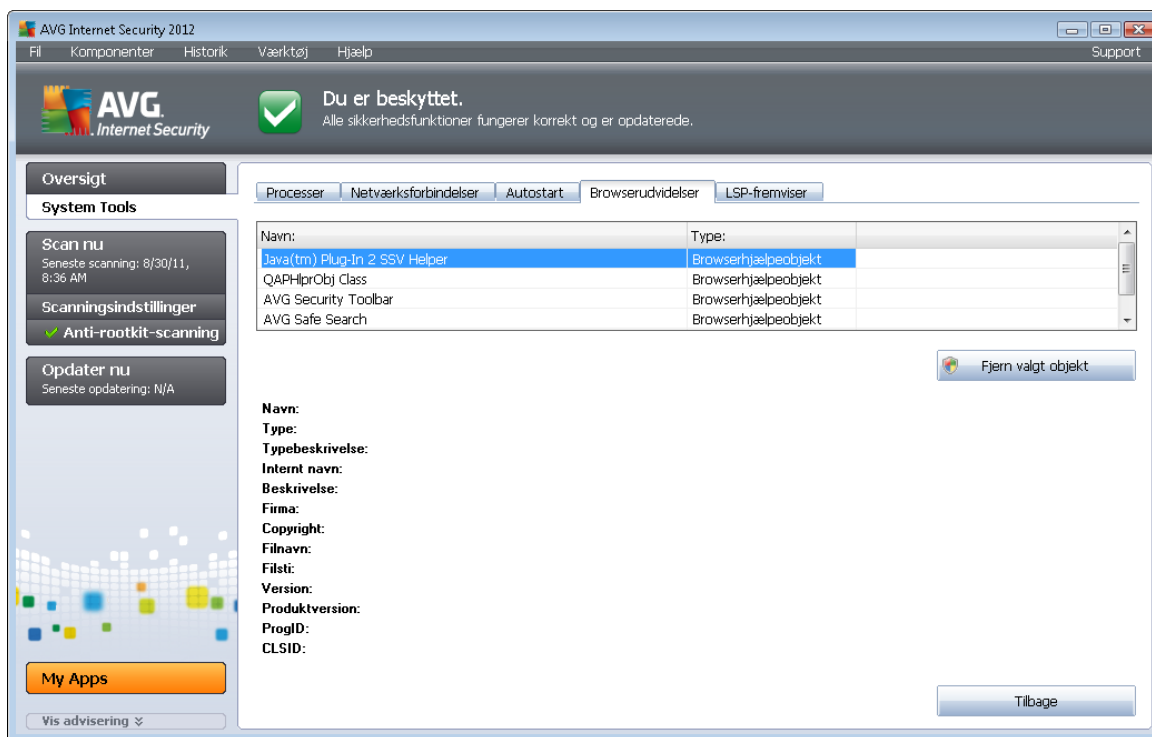 AVG Internet Security 2012
Fil Komponenter Historik Værktøj Hjælp Support
AVG.
Internet Security
Du er beskyttet.
Alle sikkerhedsfunktioner fungerer korrekt og er opdaterede.
Oversigt
System Tools
Scan nu
Seneste scanning: 8/30/11,
8:36 AM
Scanningsindstillinger
Anti-rootkit-scanning
Opdater nu
Seneste opdatering: N/A
My Apps
Vis advisering
Processer Netværksforbindelser Autostart Browserudvidelser LSP-fremviser
Navn: Type:
Java(tm) Plug-In 2 SSV Helper Browserhjælpeobjekt
QAPHlprObj Class Browserhjælpeobjekt
AVG Security Toolbar Browserhjælpeobjekt
AVG Safe Search Browserhjælpeobjekt
Fjern valgt objekt
Navn:
Type:
Typebeskrivelse:
Internt navn:
Beskrivelse:
Firma:
Copyright:
Filnavn:
Filsti:
Version:
Produktversion:
ProgID:
CLSID:
Tilbage